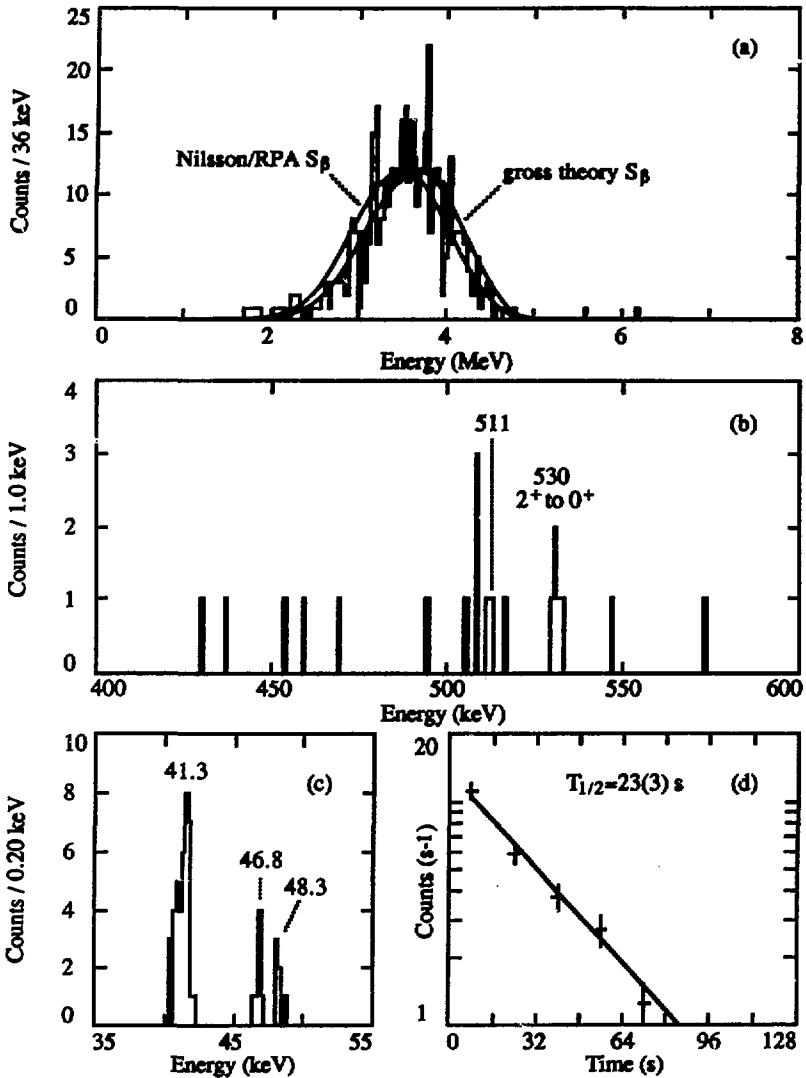 25
20
15
10
5
0
Counts / 36 keV
(a)
Nilsson/RPA Sβ
gross theory Sβ
0 2 4 6 8
Energy (MeV)
4
3
2
1
0
Counts / 1.0 keV
(b)
511
530
2+ to 0+
400 450 500 550 600
Energy (keV)
10
8
6
4
2
0
Counts / 0.20 keV
(c)
41.3
46.8
48.3
35 45 55
Energy (keV)
20
1
Counts (s-1)
T1/2=23(3) s
(d)
0 32 64 96 128
Time (s)